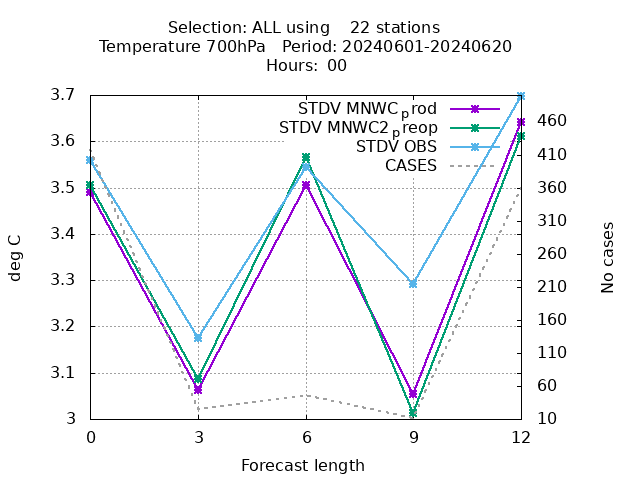 Selection: ALL using    22 stations
Temperature 700hPa   Period: 20240601-20240620
Hours:  00
STDV MNWCprod
STDV MNWC2preop
STDV OBS
CASES
3.7
3.6
3.5
3.4
3.3
3.2
3.1
3
460
410
360
310
260
210
160
110
60
10
deg C
No cases
0 3 6 9 12
Forecast length